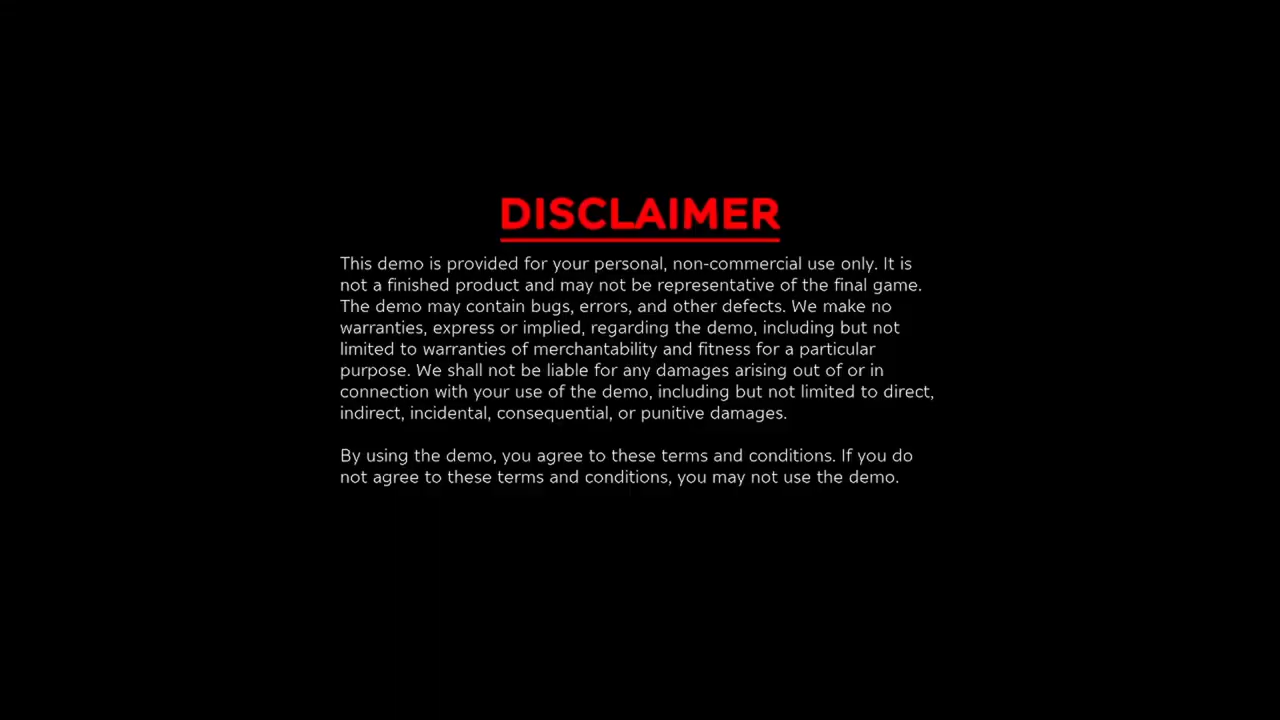 DISCLAIMER
This demo is provided for your personal, non-commercial use only. It is
not a finished product and may not be representative of the final game.
The demo may contain bugs, errors, and other defects. We make no
warranties, express or implied, regarding the demo, including but not
limited to warranties of merchantability and fitness for a particular
purpose. We shall not be liable for any damages arising out of or in
connection with your use of the demo, including but not limited to direct,
indirect, incidental, consequential, or punitive damages.
By using the demo, you agree to these terms and conditions. If you do
not agree to these terms and conditions, you may not use the demo.